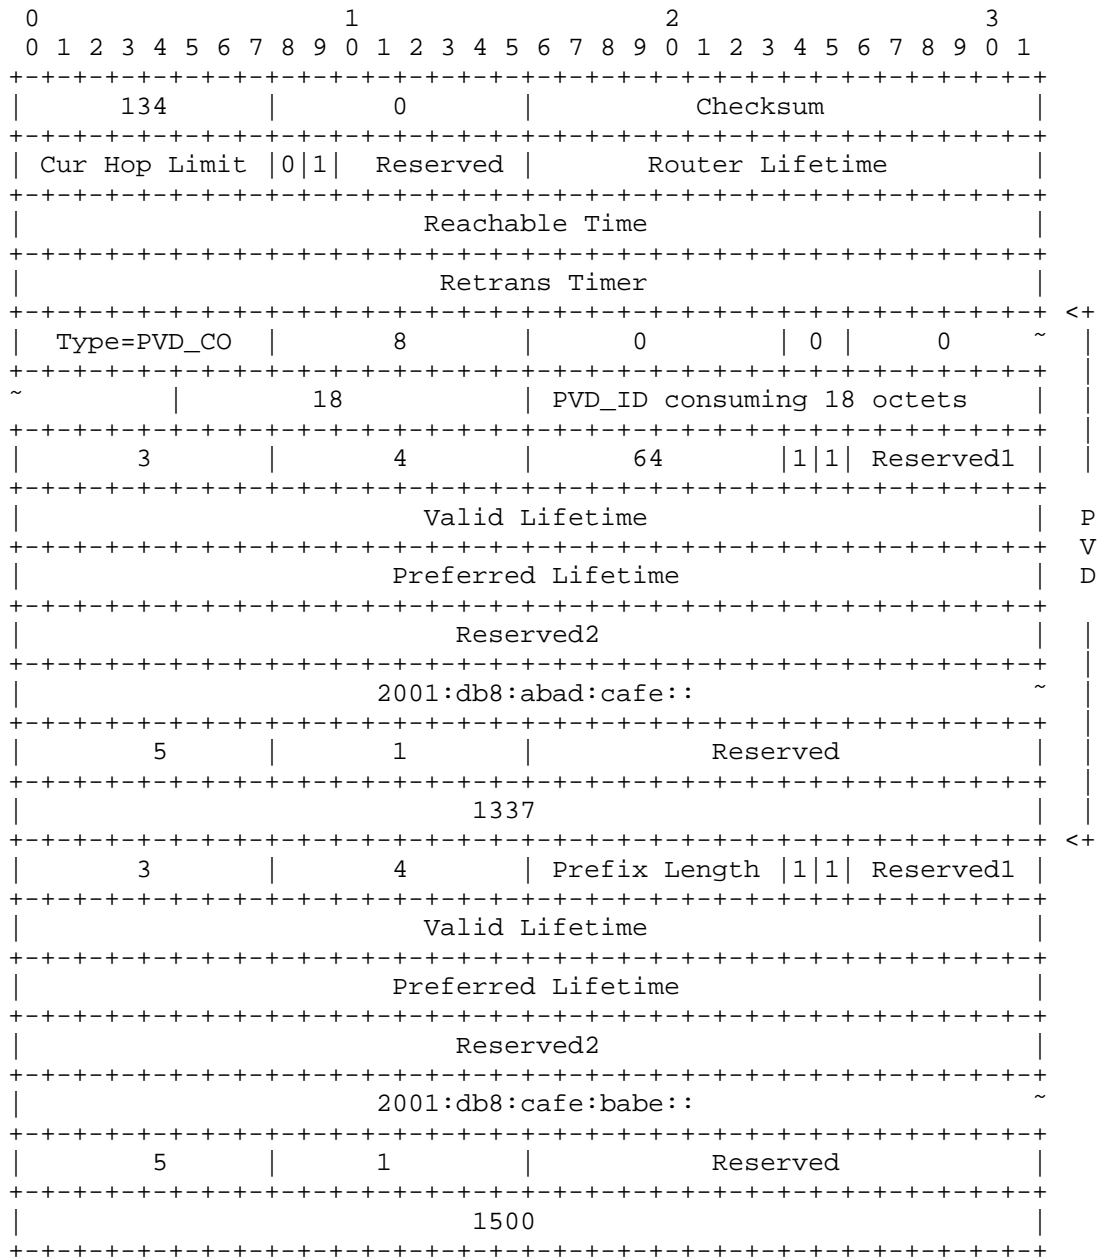 0                   1                   2                   3
 0 1 2 3 4 5 6 7 8 9 0 1 2 3 4 5 6 7 8 9 0 1 2 3 4 5 6 7 8 9 0 1
+-+-+-+-+-+-+-+-+-+-+-+-+-+-+-+-+-+-+-+-+-+-+-+-+-+-+-+-+-+-+-+-+
|      134      |       0       |          Checksum             |
+-+-+-+-+-+-+-+-+-+-+-+-+-+-+-+-+-+-+-+-+-+-+-+-+-+-+-+-+-+-+-+-+
| Cur Hop Limit |0|1|  Reserved |       Router Lifetime         |
+-+-+-+-+-+-+-+-+-+-+-+-+-+-+-+-+-+-+-+-+-+-+-+-+-+-+-+-+-+-+-+-+
|                         Reachable Time                        |
+-+-+-+-+-+-+-+-+-+-+-+-+-+-+-+-+-+-+-+-+-+-+-+-+-+-+-+-+-+-+-+-+
|                          Retrans Timer                        |
+-+-+-+-+-+-+-+-+-+-+-+-+-+-+-+-+-+-+-+-+-+-+-+-+-+-+-+-+-+-+-+-+ <+
|  Type=PVD_CO  |       8       |      0        | 0 |     0     ~  |
+-+-+-+-+-+-+-+-+-+-+-+-+-+-+-+-+-+-+-+-+-+-+-+-+-+-+-+-+-+-+-+-+  |
~         |        18           | PVD_ID consuming 18 octets    |  |
+-+-+-+-+-+-+-+-+-+-+-+-+-+-+-+-+-+-+-+-+-+-+-+-+-+-+-+-+-+-+-+-+  |
|       3       |       4       |      64       |1|1| Reserved1 |  |
+-+-+-+-+-+-+-+-+-+-+-+-+-+-+-+-+-+-+-+-+-+-+-+-+-+-+-+-+-+-+-+-+
|                         Valid Lifetime                        |  P
+-+-+-+-+-+-+-+-+-+-+-+-+-+-+-+-+-+-+-+-+-+-+-+-+-+-+-+-+-+-+-+-+  V
|                       Preferred Lifetime                      |  D
+-+-+-+-+-+-+-+-+-+-+-+-+-+-+-+-+-+-+-+-+-+-+-+-+-+-+-+-+-+-+-+-+
|                           Reserved2                           |  |
+-+-+-+-+-+-+-+-+-+-+-+-+-+-+-+-+-+-+-+-+-+-+-+-+-+-+-+-+-+-+-+-+  |
|                      2001:db8:abad:cafe::                     ~  |
+-+-+-+-+-+-+-+-+-+-+-+-+-+-+-+-+-+-+-+-+-+-+-+-+-+-+-+-+-+-+-+-+  |
|        5      |       1       |           Reserved            |  |
+-+-+-+-+-+-+-+-+-+-+-+-+-+-+-+-+-+-+-+-+-+-+-+-+-+-+-+-+-+-+-+-+  |
|                            1337                               |  |
+-+-+-+-+-+-+-+-+-+-+-+-+-+-+-+-+-+-+-+-+-+-+-+-+-+-+-+-+-+-+-+-+ <+
|       3       |       4       | Prefix Length |1|1| Reserved1 |
+-+-+-+-+-+-+-+-+-+-+-+-+-+-+-+-+-+-+-+-+-+-+-+-+-+-+-+-+-+-+-+-+
|                         Valid Lifetime                        |
+-+-+-+-+-+-+-+-+-+-+-+-+-+-+-+-+-+-+-+-+-+-+-+-+-+-+-+-+-+-+-+-+
|                       Preferred Lifetime                      |
+-+-+-+-+-+-+-+-+-+-+-+-+-+-+-+-+-+-+-+-+-+-+-+-+-+-+-+-+-+-+-+-+
|                           Reserved2                           |
+-+-+-+-+-+-+-+-+-+-+-+-+-+-+-+-+-+-+-+-+-+-+-+-+-+-+-+-+-+-+-+-+
|                      2001:db8:cafe:babe::                     ~
+-+-+-+-+-+-+-+-+-+-+-+-+-+-+-+-+-+-+-+-+-+-+-+-+-+-+-+-+-+-+-+-+
|        5      |      1        |           Reserved            |
+-+-+-+-+-+-+-+-+-+-+-+-+-+-+-+-+-+-+-+-+-+-+-+-+-+-+-+-+-+-+-+-+
|                            1500                               |
+-+-+-+-+-+-+-+-+-+-+-+-+-+-+-+-+-+-+-+-+-+-+-+-+-+-+-+-+-+-+-+-+